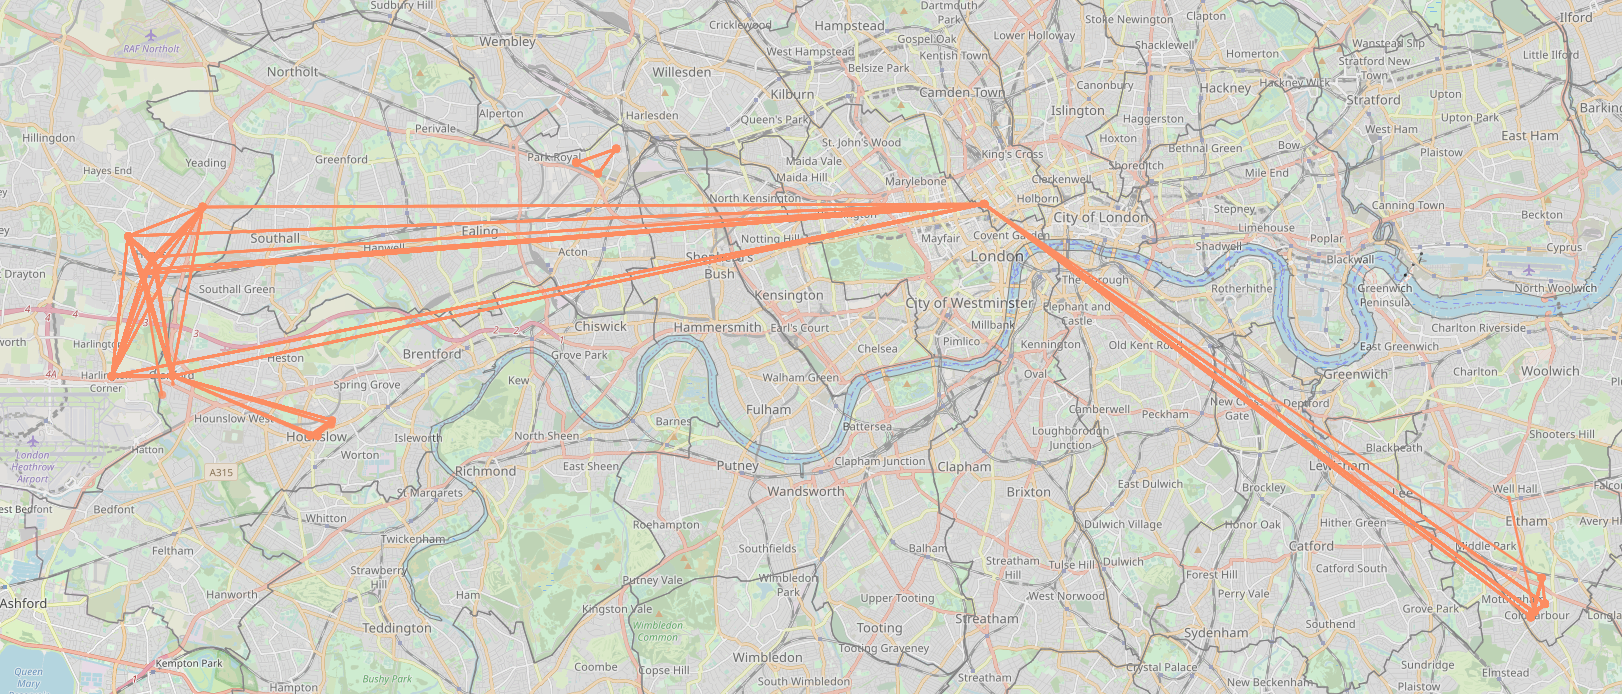 Sudbury Hill
Dartmouth
Park
Stoke Newington
Clapton
Ilford
Cricklewood
Hampstead
RAF Northolt
Wembley
West Hampstead
Gospel Oak
Kentish Town
Lower Holloway
Shacklewell
Homerton
Wanstead Slip
Little Ilford
Northolt
Willesden
Belsize Park
Stratford New
Town
Kilburn
Camden Town
Canonbury
Hackney
Hackney Wick
Stratford
Upton
Barking
Alperton
Harlesden
Queen's Park
Islington
Haggerston
Upton Park
Hillingdon
Perivale
St. John's Wood
Hoxton
Bethnal Green
Bow
West Ham
East Ham
Yeading
Greenford
Park Royal
Maida Vale
King's Cross
Shoreditch
Plaistow
Hayes End
Maida Hill
Marylebone
Clerkenwell
Mile End
North Kensington
Holborn
City of London
Stepney
Canning Town
Beckton
Southall
Hanwell
Ealing
Acton
Notting Hill
Mayfair
Covent Garden
Limehouse
Poplar
Shadwell
Cyprus
Drayton
Shepherd's
Bush
London
Blackwall
Southall Green
Kensington
City of Westminster
The Borough
Rotherhithe
Greenwich
Peninsula
North Woolwich
4
3
3
2
2
Harlington
Heston
Brentford
Chiswick
Grove Park
Hammersmith
Earl's Court
Millbank
Elephant and
Castle
Pimlico
Kennington
Old Kent Road
Charlton Riverside
East Greenwich
Chelsea
4A
Harlington
Corner
Cranford
Spring Grove
Kew
Walham Green
Oval
Greenwich
Charlton
Woolwich
Hounslow West
Fulham
Camberwell
Peckham
New Cross
Gate
Deptford
Hounslow
Isleworth
North Sheen
Barnes
Battersea
Loughborough
Junction
Blackheath
Shooters Hill
Hatton
Worton
London
Heathrow
Airport
A315
Richmond
East Sheen
Putney
Clapham Junction
Clapham
Lewisham
St Margarets
Wandsworth
Brixton
East Dulwich
Brockley
Lee
Well Hall
West Bedfont
Bedfont
Whitton
Roehampton
Dulwich Village
Honor Oak
Hither Green
Eltham
Avery Hill
Feltham
Twickenham
Southfields
Balham
Catford
Middle Park
Strawberry
Hill
Putney Vale
Wimbledon
Park
Streatham
Hill
Tulse Hill
Dulwich
Forest Hill
Catford South
Ashford
Hanworth
Ham
Kingston Vale
Upper Tooting
West Norwood
Perry Vale
Grove Park
Mottingham
Coldharbour
Teddington
Wimbledon
Common
Tooting
Streatham
Sydenham
Southend
Tooting Graveney
Kempton Park
Coombe
Copse Hill
Wimbledon
Crystal Palace
Sundridge
Elmstead
Queen
Mary
1
Bushy Park
Hampton
South Wimbledon
New Beckenham
Plaistow